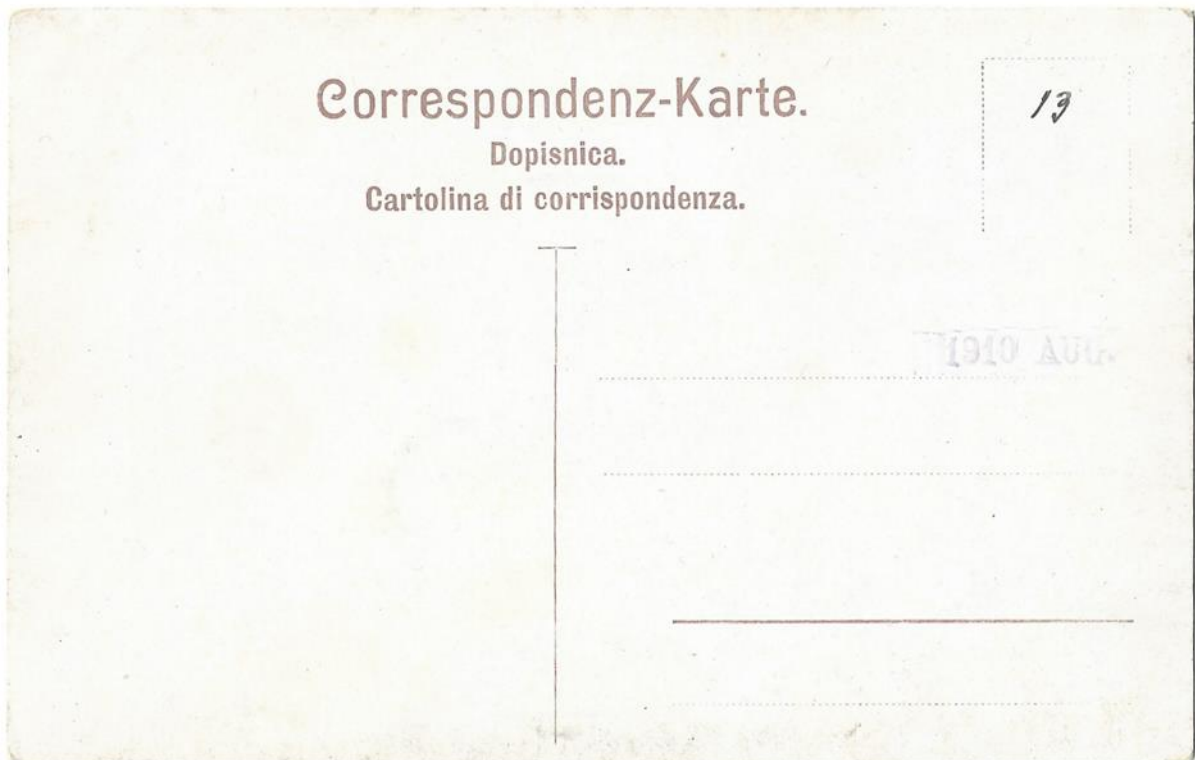 Correspondenz-Karte.
Dopisnica.
Cartolina di corrispondenza.
13
1910 AUG.